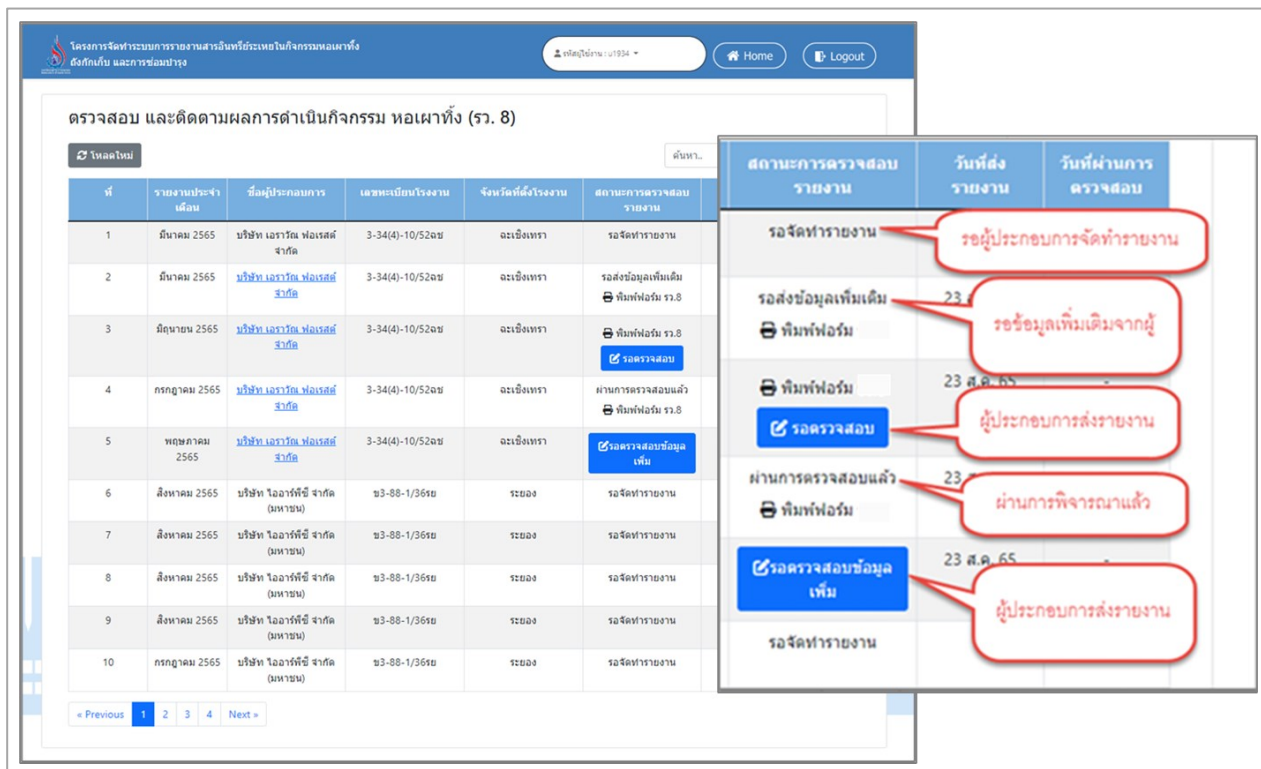 โครงการจัดทำระบบการรายงานสารอินทรีย์ระเหยในกิจกรรมหอเผาทิ้ง
ถังกักเก็บ และการซ่อมบำรุง
รหัสผู้ใช้งาน : u1934
Home
Logout
ตรวจสอบ และติดตามผลการดำเนินกิจกรรม หอเผาทิ้ง (รว. 8)
โหลดใหม่
ค้นหา..
ที่ รายงานประจำ ชื่อผู้ประกอบการ เลขทะเบียนโรงงาน จังหวัดที่ตั้งโรงงาน สถานะการตรวจสอบ
เดือน รายงาน
1 มีนาคม 2565 บริษัท เอราวัณ ฟอเรสต์ 3-34(4)-10/52ฉช ฉะเชิงเทรา รอจัดทำรายงาน
จำกัด
2 มีนาคม 2565 บริษัท เอราวัณ ฟอเรสต์ 3-34(4)-10/52ฉช ฉะเชิงเทรา รอส่งข้อมูลเพิ่มเติม
จำกัด พิมพ์ฟอร์ม รว.8
3 มิถุนายน 2565 บริษัท เอราวัณ ฟอเรสต์ 3-34(4)-10/52ฉช ฉะเชิงเทรา พิมพ์ฟอร์ม รว.8
จำกัด รอตรวจสอบ
4 กรกฎาคม 2565 บริษัท เอราวัณ ฟอเรสต์ 3-34(4)-10/52ฉช ฉะเชิงเทรา ผ่านการตรวจสอบแล้ว
จำกัด พิมพ์ฟอร์ม รว.8
5 พฤษภาคม บริษัท เอราวัณ ฟอเรสต์ 3-34(4)-10/52ฉช ฉะเชิงเทรา รอตรวจสอบข้อมูล
2565 จำกัด เพิ่ม
6 สิงหาคม 2565 บริษัท ไออาร์พีซี จำกัด ข3-88-1/36รย ระยอง รอจัดทำรายงาน
(มหาชน)
7 สิงหาคม 2565 บริษัท ไออาร์พีซี จำกัด ข3-88-1/36รย ระยอง รอจัดทำรายงาน
(มหาชน)
8 สิงหาคม 2565 บริษัท ไออาร์พีซี จำกัด ข3-88-1/36รย ระยอง รอจัดทำรายงาน
(มหาชน)
9 สิงหาคม 2565 บริษัท ไออาร์พีซี จำกัด ข3-88-1/36รย ระยอง รอจัดทำรายงาน
(มหาชน)
10 กรกฎาคม 2565 บริษัท ไออาร์พีซี จำกัด ข3-88-1/36รย ระยอง รอจัดทำรายงาน
(มหาชน)
« Previous 1 2 3 4 Next »
สถานะการตรวจสอบ วันที่ส่ง วันที่ผ่านการ
รายงาน รายงาน ตรวจสอบ
รอจัดทำรายงาน รอผู้ประกอบการจัดทำรายงาน
รอส่งข้อมูลเพิ่มเติม 23
พิมพ์ฟอร์ม รอข้อมูลเพิ่มเติมจากผู้
พิมพ์ฟอร์ม 23 ส.ค. 65 -
รอตรวจสอบ ผู้ประกอบการส่งรายงาน
ผ่านการตรวจสอบแล้ว 23
พิมพ์ฟอร์ม ผ่านการพิจารณาแล้ว
รอตรวจสอบข้อมูล 23 ส.ค. 65 -
เพิ่ม ผู้ประกอบการส่งรายงาน
รอจัดทำรายงาน